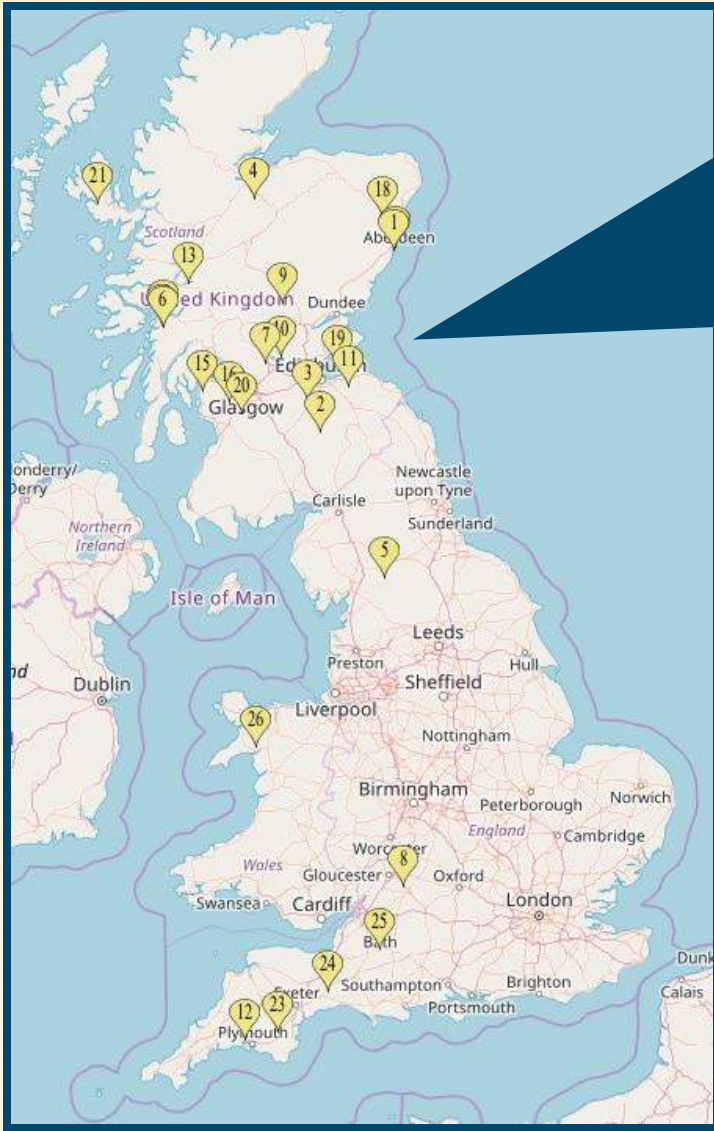 21
4
18
1
Aberdeen
Scotland
13
9
6
United Kingdom
Dundee
7
10
19
11
Edinburgh
15
16
3
20
2
Glasgow
onderry/
Derry
Newcastle
upon Tyne
Carlisle
Sunderland
Northern
Ireland
5
Isle of Man
Leeds
Preston
Hull
nd
Dublin
Sheffield
Liverpool
26
Nottingham
Birmingham
Peterborough
Norwich
England
Cambridge
Worcester
8
Wales
Gloucester
Oxford
Swansea
Cardiff
London
25
Bath
24
Southampton
Brighton
Dunk
Exeter
Portsmouth
Calais
12
23
Plymouth